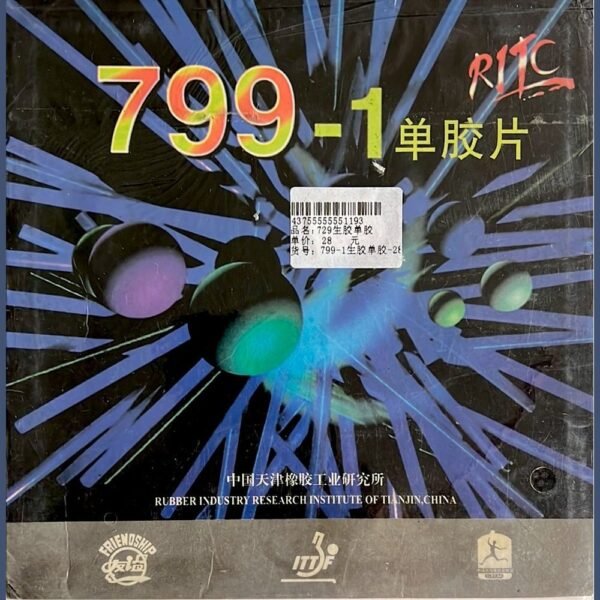 RITC
799-1单胶片
43755555551193
品名:729生胶单胶
单价: 28 元
货号: 799-1生胶单胶-28
中国天津橡胶工业研究所
RUBBER INDUSTRY RESEARCH INSTITUTE OF TIANJIN,CHINA
FRIENDSHIP
友谊
ITTF